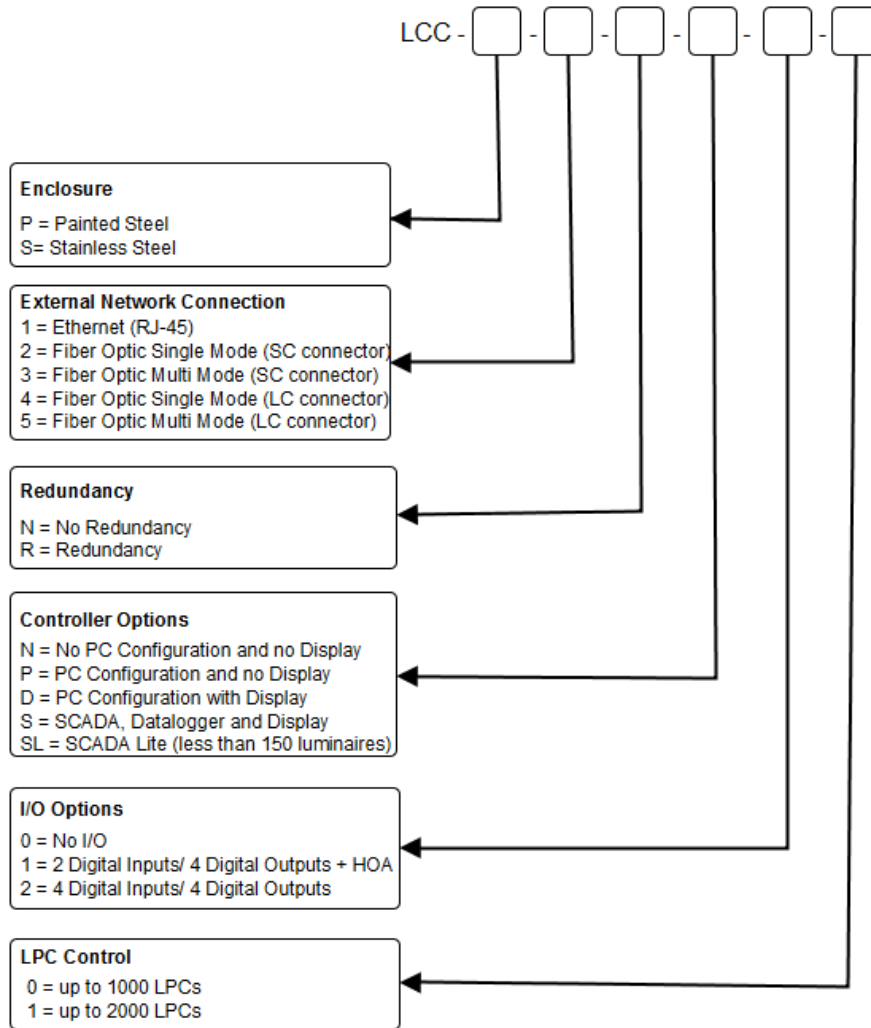 LCC - - - - - -
Enclosure
P = Painted Steel
S= Stainless Steel
External Network Connection
1 = Ethernet (RJ-45)
2 = Fiber Optic Single Mode (SC connector)
3 = Fiber Optic Multi Mode (SC connector)
4 = Fiber Optic Single Mode (LC connector)
5 = Fiber Optic Multi Mode (LC connector)
Redundancy
N = No Redundancy
R = Redundancy
Controller Options
N = No PC Configuration and no Display
P = PC Configuration and no Display
D = PC Configuration with Display
S = SCADA, Datalogger and Display
SL = SCADA Lite (less than 150 luminaires)
I/O Options
0 = No I/O
1 = 2 Digital Inputs/ 4 Digital Outputs + HOA
2 = 4 Digital Inputs/ 4 Digital Outputs
LPC Control
0 = up to 1000 LPCs
1 = up to 2000 LPCs